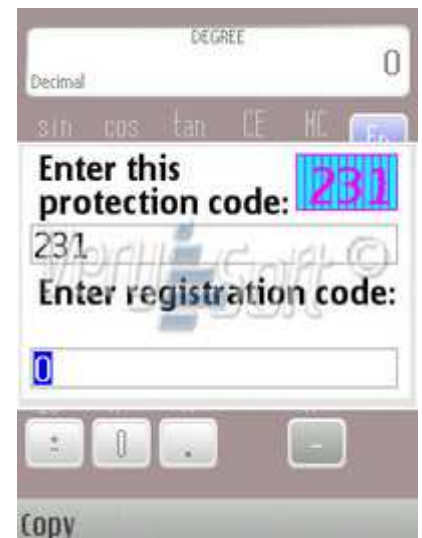 DEGREE
0
Decimal
sin cos tan CE MC
Enter this
protection code: 231
231
Enter registration code:
0
± 0 . -
Copy